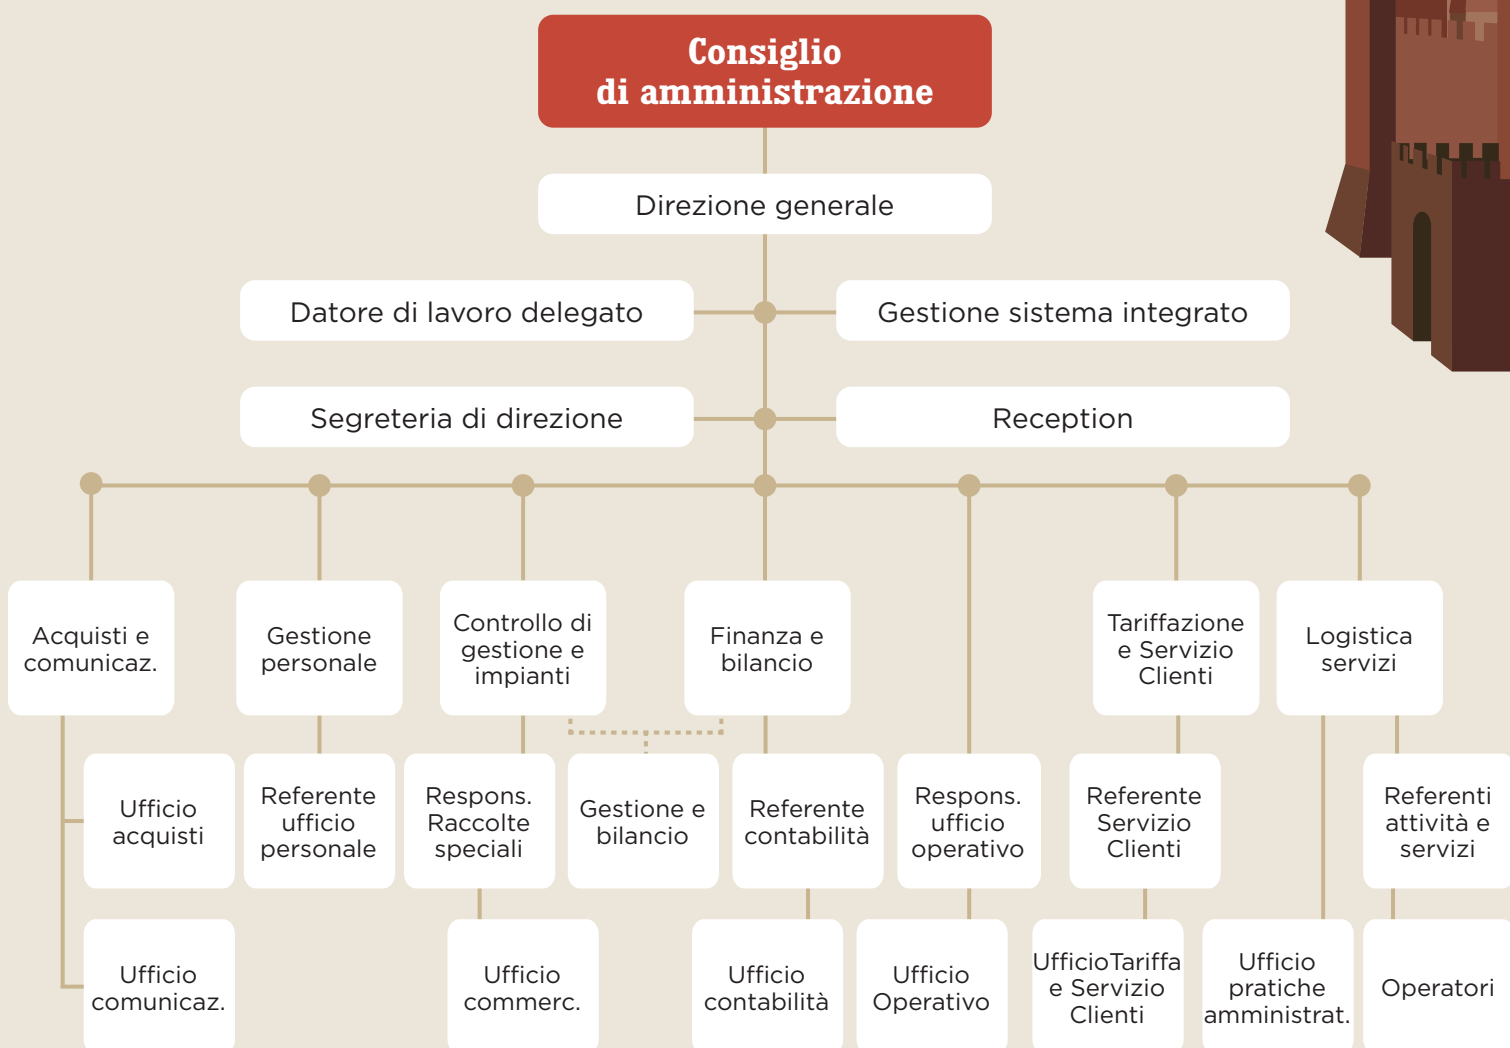 Consiglio
di amministrazione
Direzione generale
Datore di lavoro delegato
Gestione sistema integrato
Segreteria di direzione
Reception
Acquisti e
comunicaz.
Gestione
personale
Controllo di
gestione e
impianti
Finanza e
bilancio
Tariffazione
e Servizio
Clienti
Logistica
servizi
Ufficio
acquisti
Referente
ufficio
personale
Respons.
Raccolte
speciali
Gestione e
bilancio
Referente
contabilità
Respons.
ufficio
operativo
Referente
Servizio
Clienti
Referenti
attività e
servizi
Ufficio
comunicaz.
Ufficio
commerc.
Ufficio
contabilità
Ufficio
Operativo
UfficioTariffa
e Servizio
Clienti
Ufficio
pratiche
amministrat.
Operatori